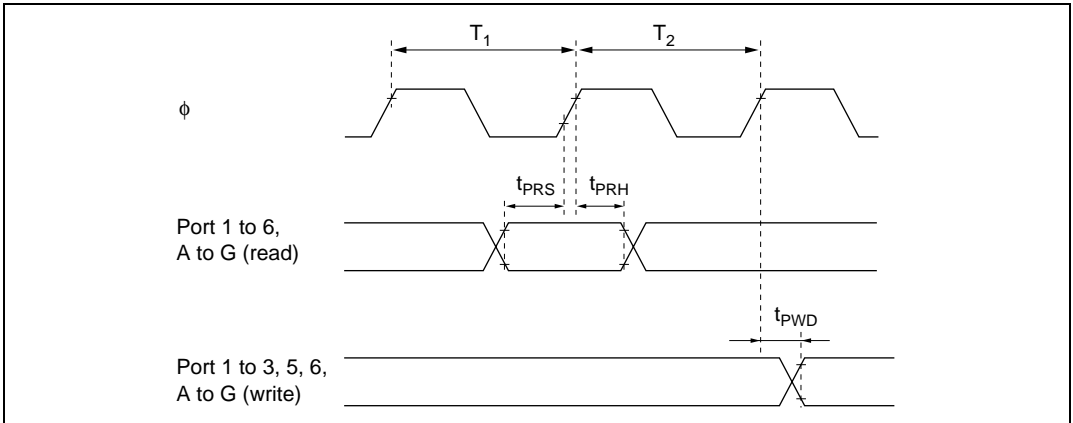 T1 T2
ϕ
tPRS tPRH
Port 1 to 6,
A to G (read)
tPWD
Port 1 to 3, 5, 6,
A to G (write)